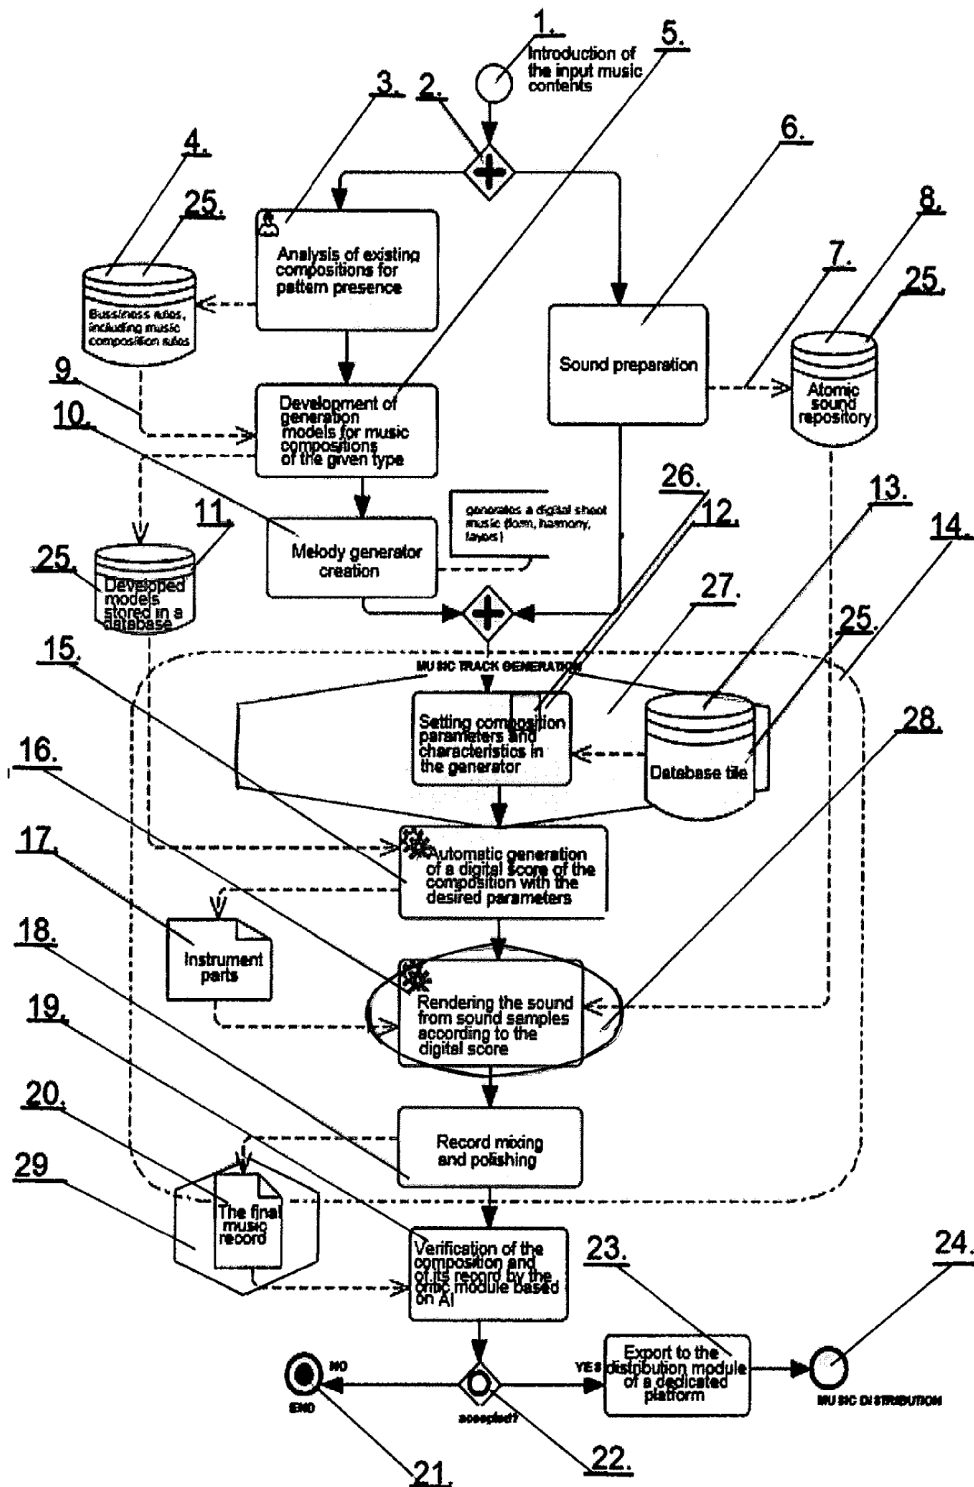 1.
Introduction of
the input music
contents
5.
3.
2.
4.
6.
25.
8.
7.
25.
Analysis of existing
compositions for
pattern presence
Bussiness rules,
including music
composition rules
Sound preparation
9.
10.
Development of
generation
models for music
compositions
of the given type
Atomic
sound
repository
26.
12.
13.
14.
generates a digital sheet
music (form, harmony,
layers)
11.
Melody generator
creation
25.
Developed
models
stored in a
database
27.
25.
15.
MUSIC TRACK GENERATION
Setting composition
parameters and
characteristics in
the generator
Database tile
28.
16.
17.
Automatic generation
of a digital score of the
composition with the
desired parameters
18.
Instrument
parts
Rendering the sound
from sound samples
according to the
digital score
19.
20.
Record mixing
and polishing
29
The final
music
record
Verification of the
composition and
of its record by the
critic module based
on AI
23.
24.
NO
END
YES
accepted?
Export to the
distribution module
of a dedicated
platform
MUSIC DISTRIBUTION
21.
22.